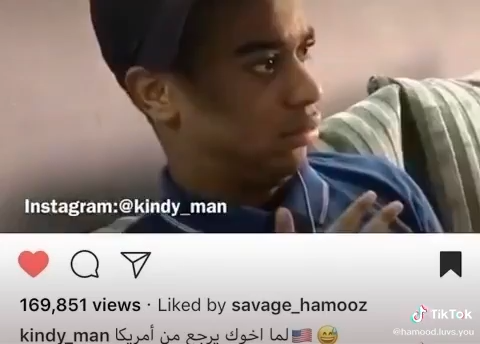 Instagram:@kindy_man
169,851 views · Liked by savage_hamooz
TikTok
@hamood.luvs.you
kindy_man لما اخوك يرجع من أمريكا🇺🇸😅